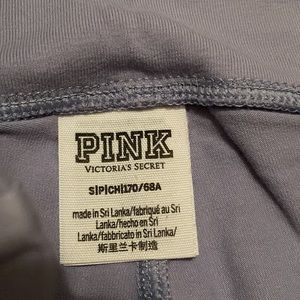 PINK
VICTORIA'S SECRET
S|P|CH|170/68A
made in Sri Lanka/fabriqué au Sri
Lanka/hecho en Sri
Lanka/fabbricato in Sri Lanka/
斯里兰卡制造